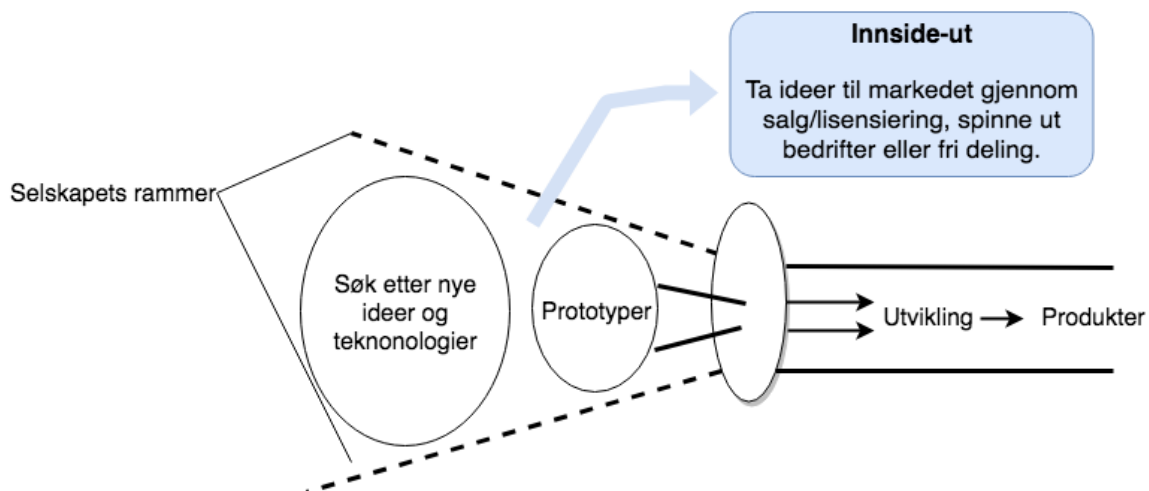 Innside-ut
Ta ideer til markedet gjennom
salg/lisensiering, spinne ut
bedrifter eller fri deling.
Selskapets rammer
Søk etter nye
ideer og
teknonologier
Prototyper
Utvikling
Produkter